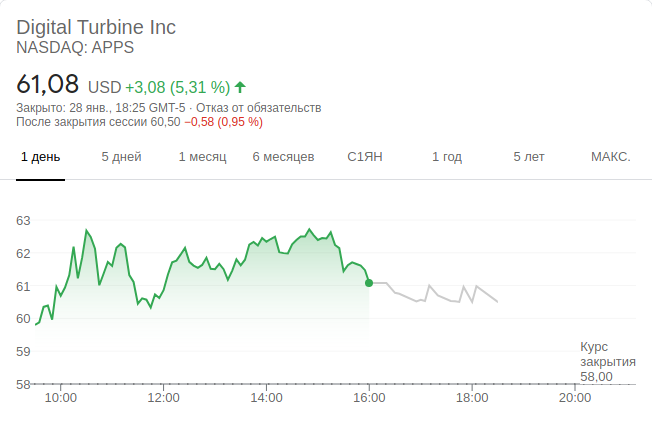 Digital Turbine Inc
NASDAQ: APPS
61,08 USD +3,08 (5,31 %)
Закрыто: 28 янв., 18:25 GMT-5 · Отказ от обязательств
После закрытия сессии 60,50 −0,58 (0,95 %)
1 день 5 дней 1 месяц 6 месяцев С1ЯН 1 год 5 лет МАКС.
63
62
61
60
59
58
Курс
закрытия
58,00
10:00 12:00 14:00 16:00 18:00 20:00